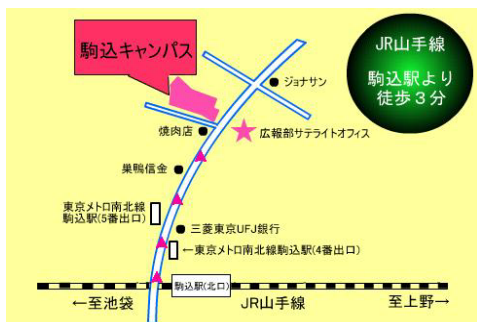 駒込キャンパス
JR山手線
駒込駅より
徒歩3分
ジョナサン
焼肉店
広報部サテライトオフィス
巣鴨信金
東京メトロ南北線
駒込駅(5番出口)
三菱東京UFJ銀行
←東京メトロ南北線駒込駅(4番出口)
駒込駅(北口)
←至池袋
JR山手線
至上野→